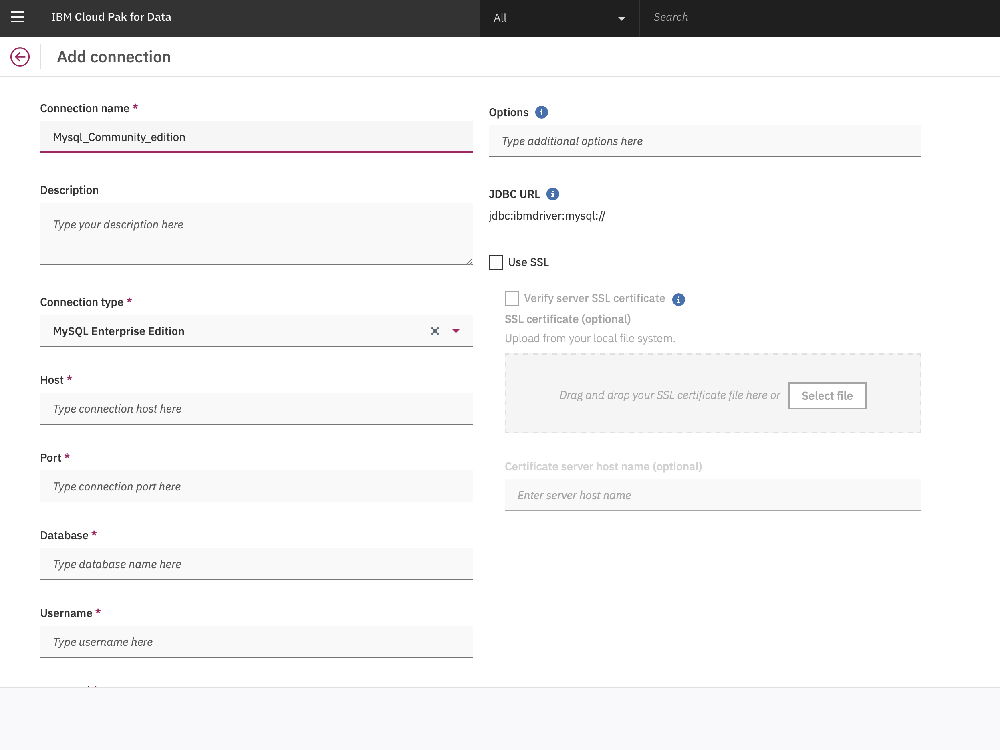 IBM Cloud Pak for Data
All
Search
Add connection
Connection name *
Mysql_Community_edition
Description
Type your description here
Connection type *
MySQL Enterprise Edition
Host *
Type connection host here
Port *
Type connection port here
Database *
Type database name here
Username *
Type username here
Options
Type additional options here
JDBC URL
jdbc:ibmdriver:mysql://
Use SSL
Verify server SSL certificate
SSL certificate (optional)
Upload from your local file system.
Drag and drop your SSL certificate file here or
Select file
Certificate server host name (optional)
Enter server host name